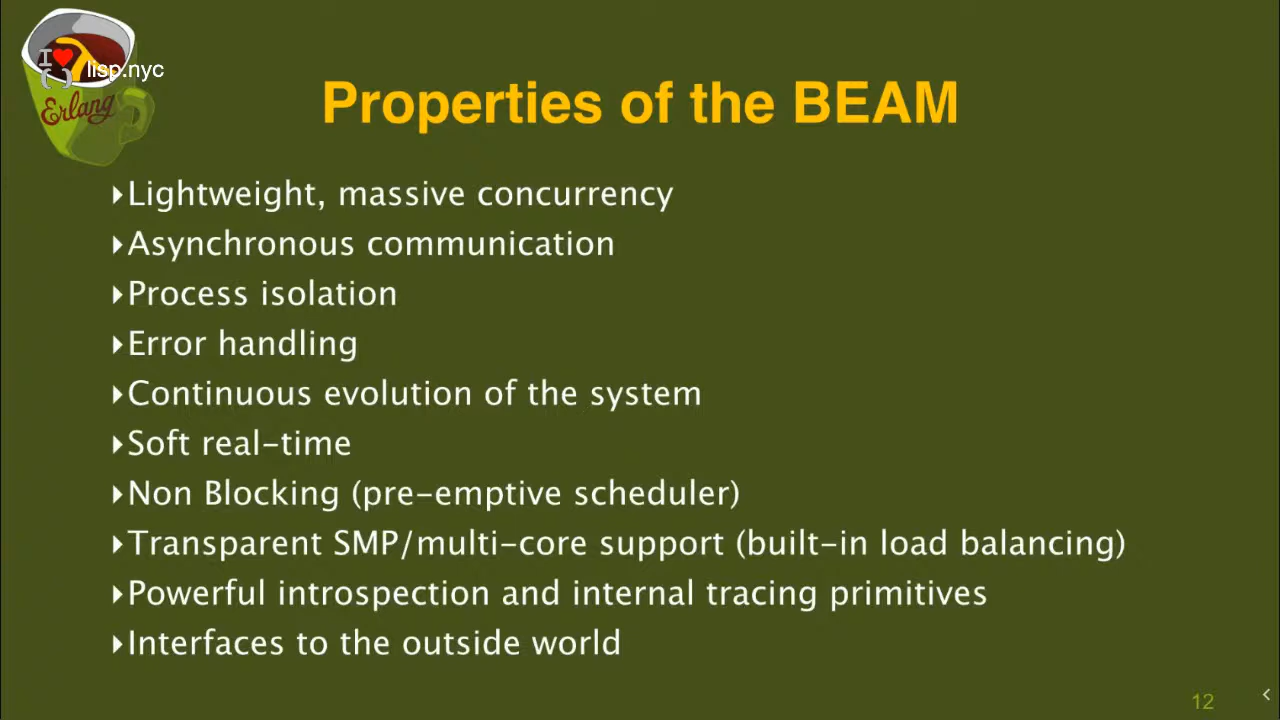 I ♥
( )
lisp.nyc
Erlang
Properties of the BEAM
Lightweight, massive concurrency
Asynchronous communication
Process isolation
Error handling
Continuous evolution of the system
Soft real-time
Non Blocking (pre-emptive scheduler)
Transparent SMP/multi-core support (built-in load balancing)
Powerful introspection and internal tracing primitives
Interfaces to the outside world
12